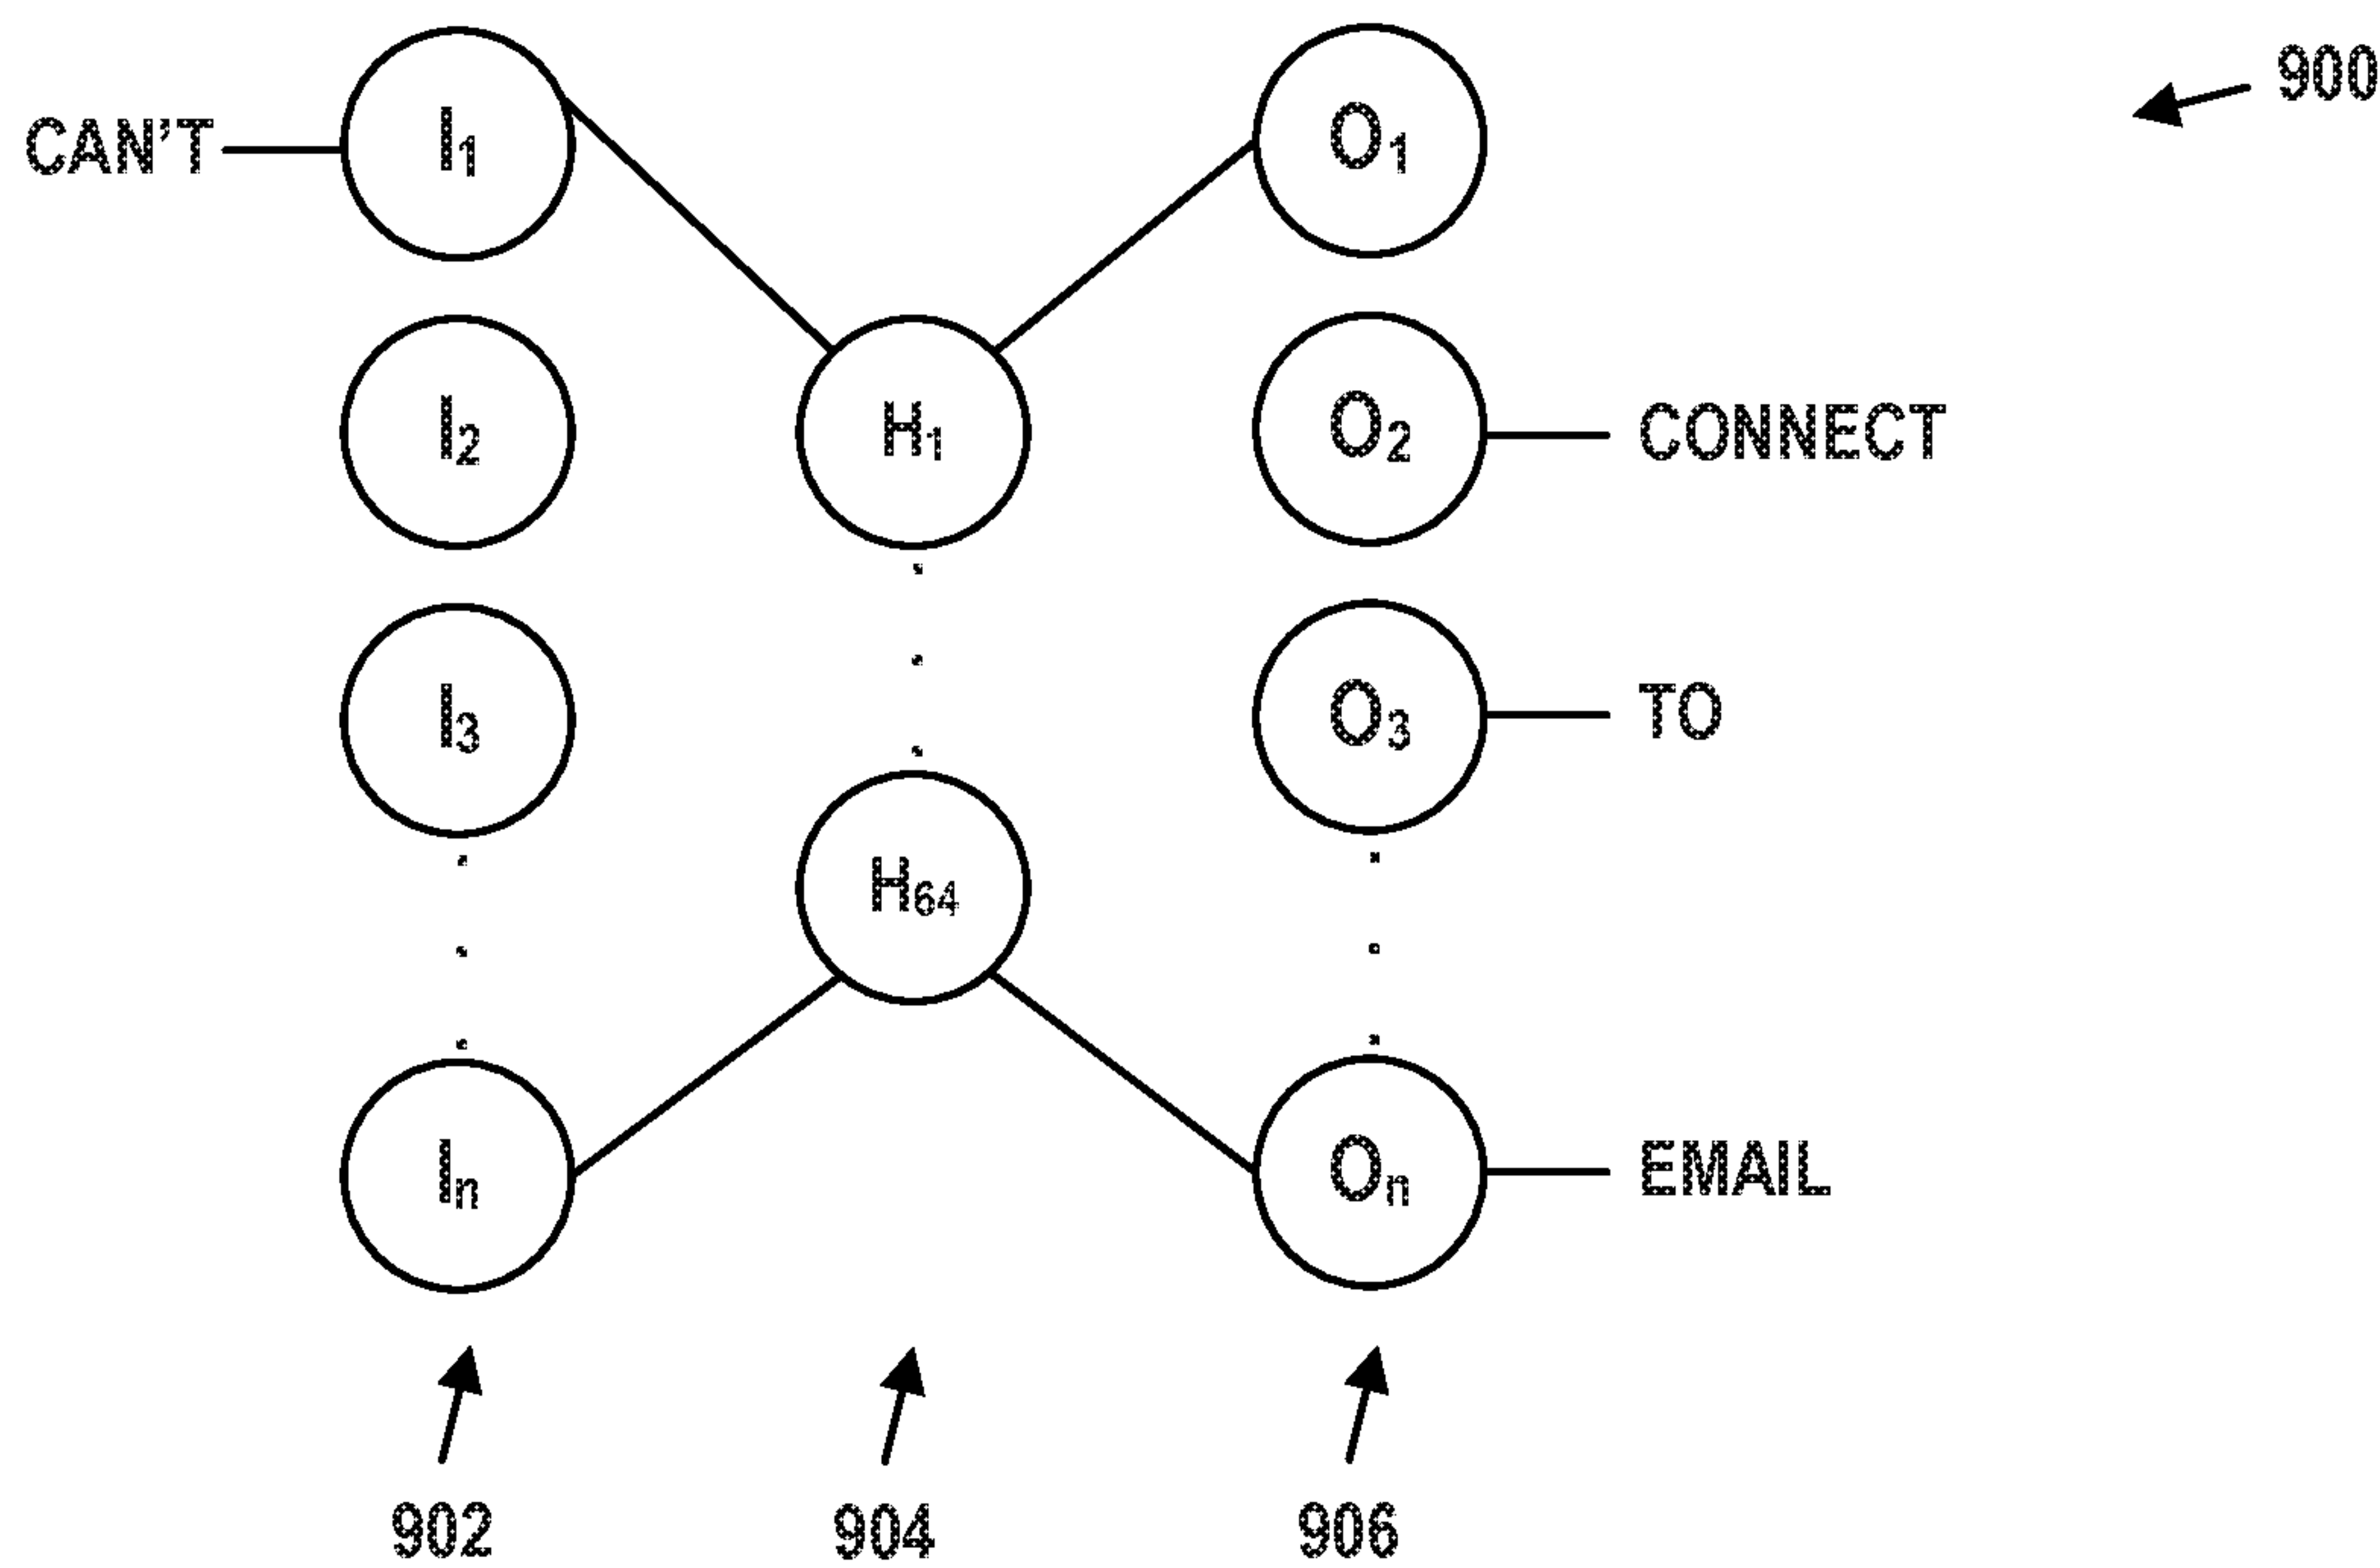 900
CAN'T I₁ O₁
I₂ H₁ O₂ CONNECT
I₃ O₃ TO
H₆₄
Iₙ Oₙ EMAIL
902 904 906